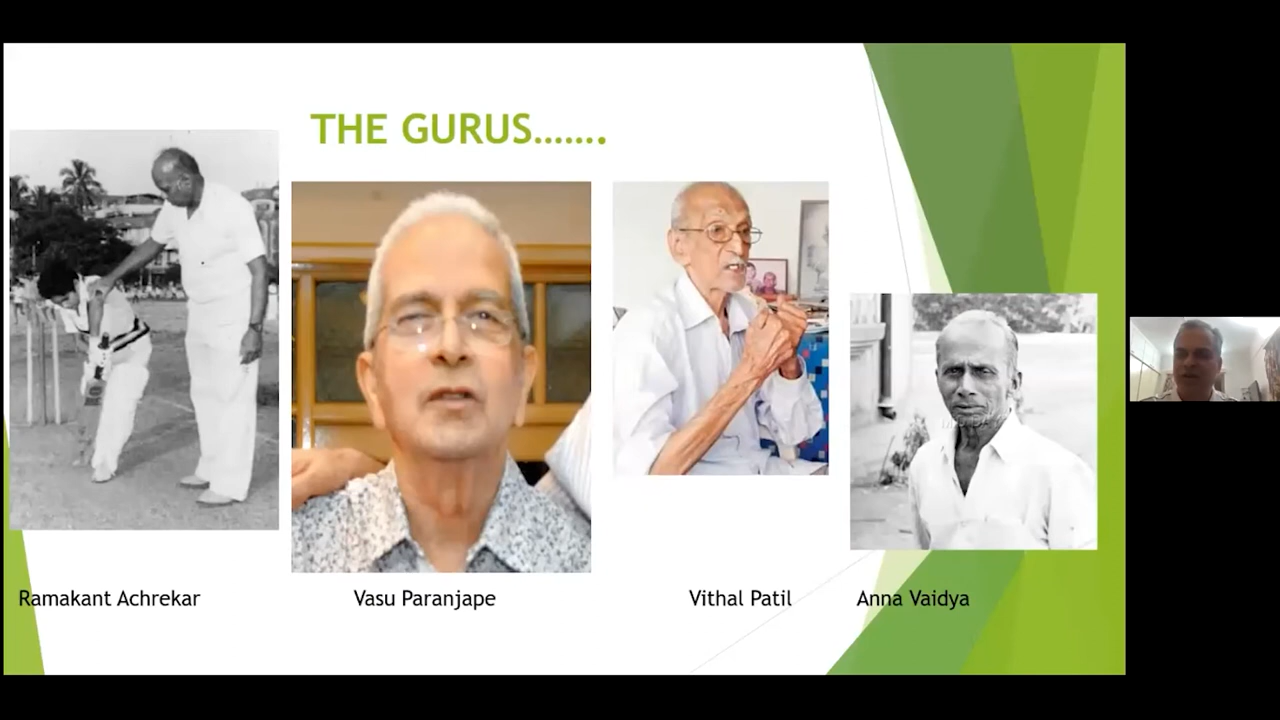 THE GURUS.......
Ramakant Achrekar
Vasu Paranjape
Vithal Patil
Anna Vaidya